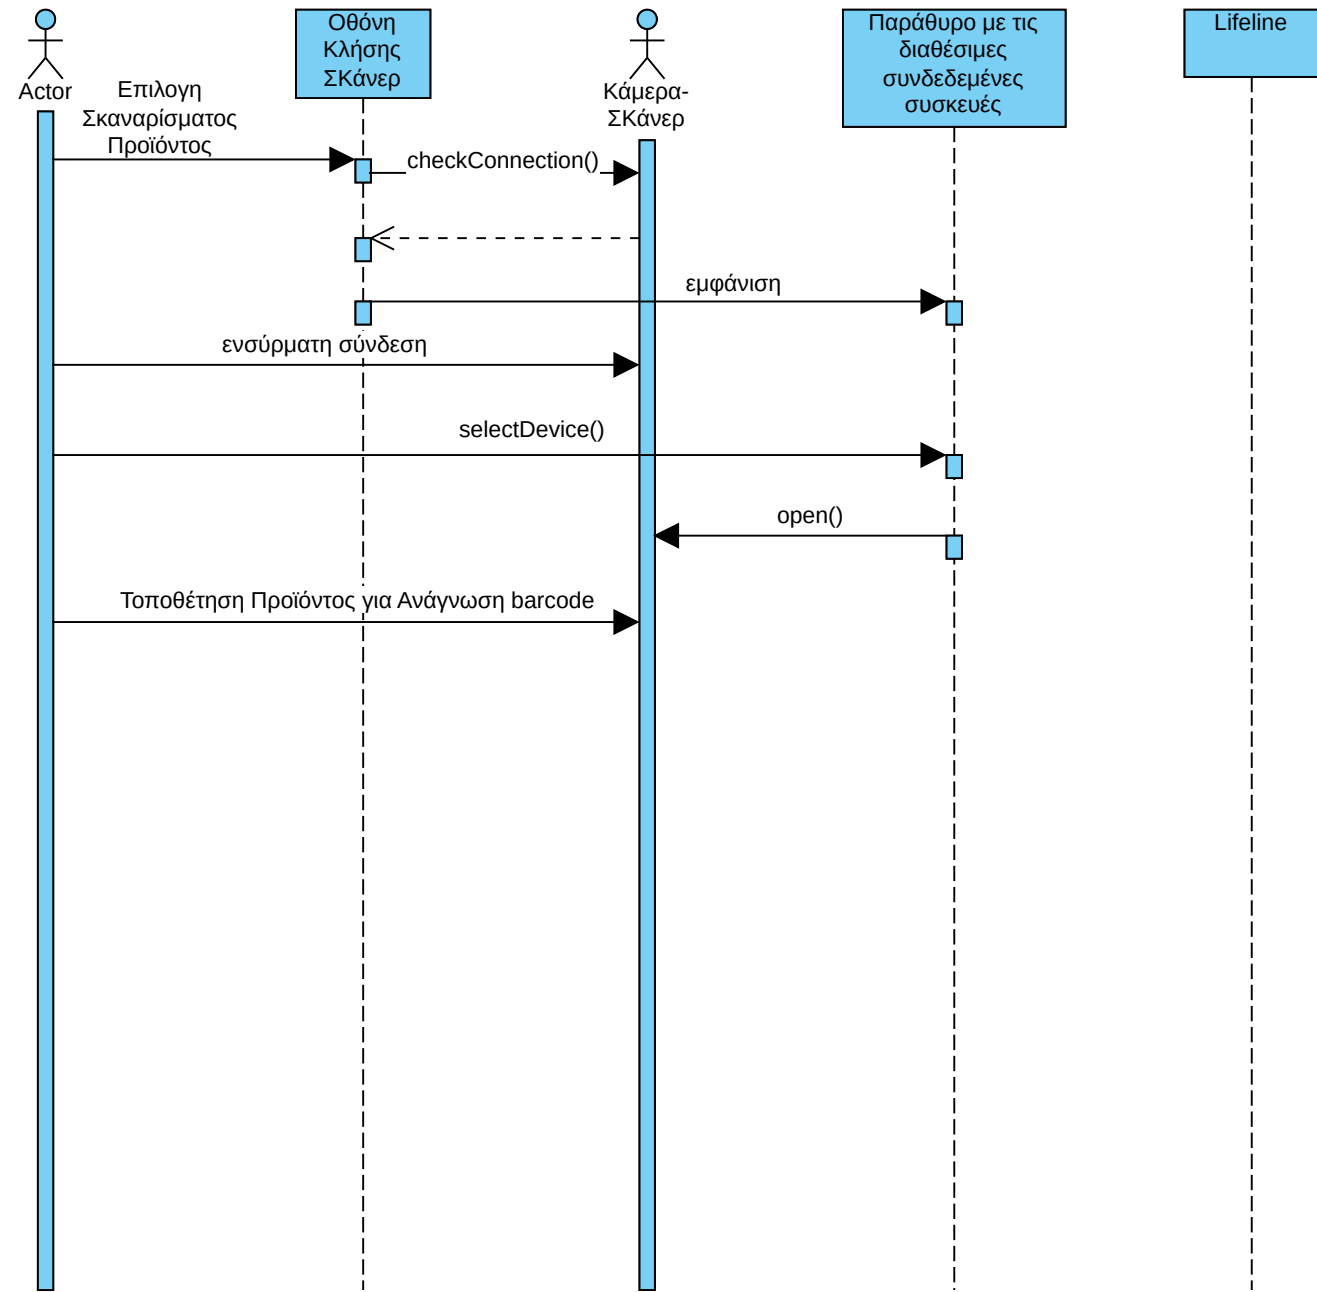 Οθόνη
Κλήσης
ΣΚάνερ
Παράθυρο με τις
διαθέσιμες
συνδεδεμένες
συσκευές
Lifeline
Actor
Κάμερα-
ΣΚάνερ
Επιλογη
Σκαναρίσματος
Προϊόντος
checkConnection()
εμφάνιση
ενσύρματη σύνδεση
selectDevice()
open()
Τοποθέτηση Προϊόντος για Ανάγνωση barcode